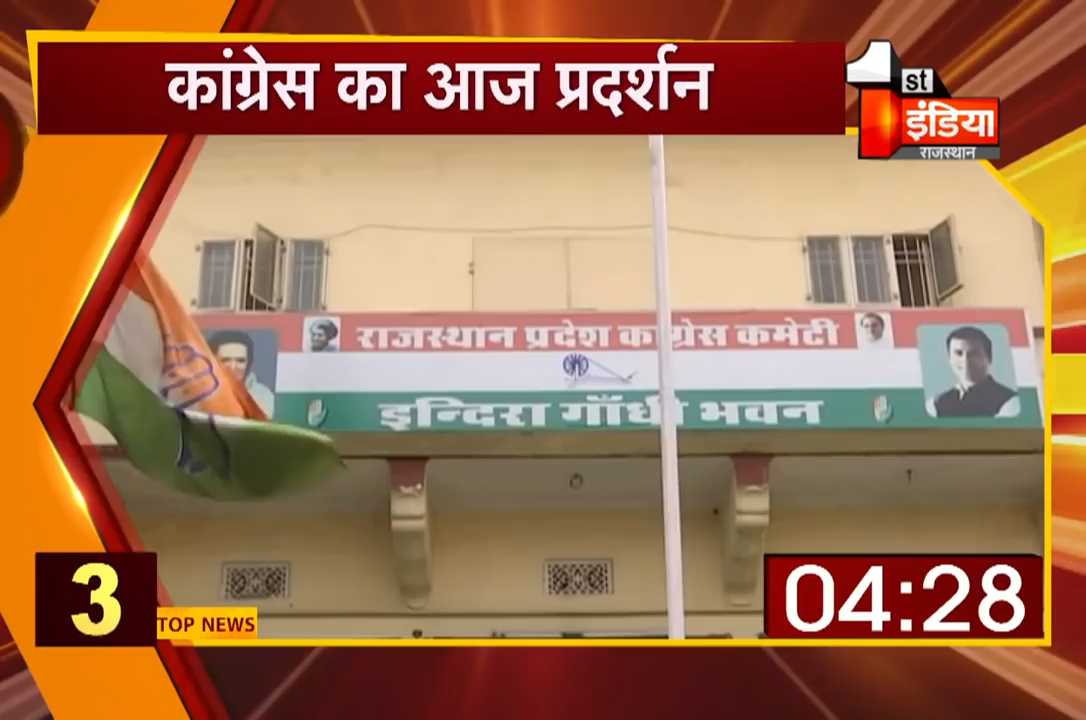 कांग्रेस का आज प्रदर्शन
1st
इंडिया
राजस्थान
राजस्थान प्रदेश कांग्रेस कमेटी
इन्दिरा गाँधी भवन
3
TOP NEWS
04:28